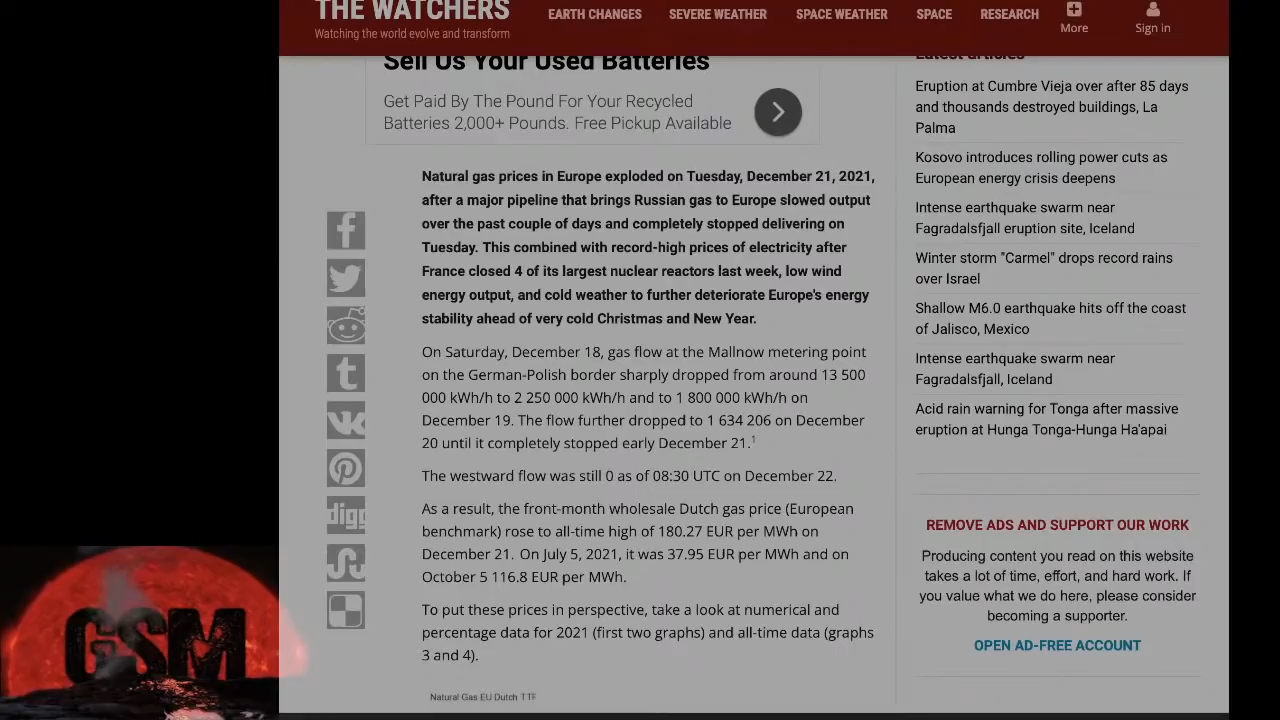 THE WATCHERS
Watching the world evolve and transform
EARTH CHANGES
SEVERE WEATHER
SPACE WEATHER
SPACE
RESEARCH
More
Sign in
Sell Us Your Used Batteries
Get Paid By The Pound For Your Recycled
Batteries 2,000+ Pounds. Free Pickup Available
Natural gas prices in Europe exploded on Tuesday, December 21, 2021,
after a major pipeline that brings Russian gas to Europe slowed output
over the past couple of days and completely stopped delivering on
Tuesday. This combined with record-high prices of electricity after
France closed 4 of its largest nuclear reactors last week, low wind
energy output, and cold weather to further deteriorate Europe's energy
stability ahead of very cold Christmas and New Year.
On Saturday, December 18, gas flow at the Mallnow metering point
on the German-Polish border sharply dropped from around 13 500
000 kWh/h to 2 250 000 kWh/h and to 1 800 000 kWh/h on
December 19. The flow further dropped to 1 634 206 on December
20 until it completely stopped early December 21.1
The westward flow was still 0 as of 08:30 UTC on December 22.
As a result, the front-month wholesale Dutch gas price (European
benchmark) rose to all-time high of 180.27 EUR per MWh on
December 21. On July 5, 2021, it was 37.95 EUR per MWh and on
October 5 116.8 EUR per MWh.
To put these prices in perspective, take a look at numerical and
percentage data for 2021 (first two graphs) and all-time data (graphs
3 and 4).
Natural Gas EU Dutch TTF
digg
Latest articles
Eruption at Cumbre Vieja over after 85 days
and thousands destroyed buildings, La
Palma
Kosovo introduces rolling power cuts as
European energy crisis deepens
Intense earthquake swarm near
Fagradalsfjall eruption site, Iceland
Winter storm "Carmel" drops record rains
over Israel
Shallow M6.0 earthquake hits off the coast
of Jalisco, Mexico
Intense earthquake swarm near
Fagradalsfjall, Iceland
Acid rain warning for Tonga after massive
eruption at Hunga Tonga-Hunga Ha'apai
REMOVE ADS AND SUPPORT OUR WORK
Producing content you read on this website
takes a lot of time, effort, and hard work. If
you value what we do here, please consider
becoming a supporter.
OPEN AD-FREE ACCOUNT
GSM